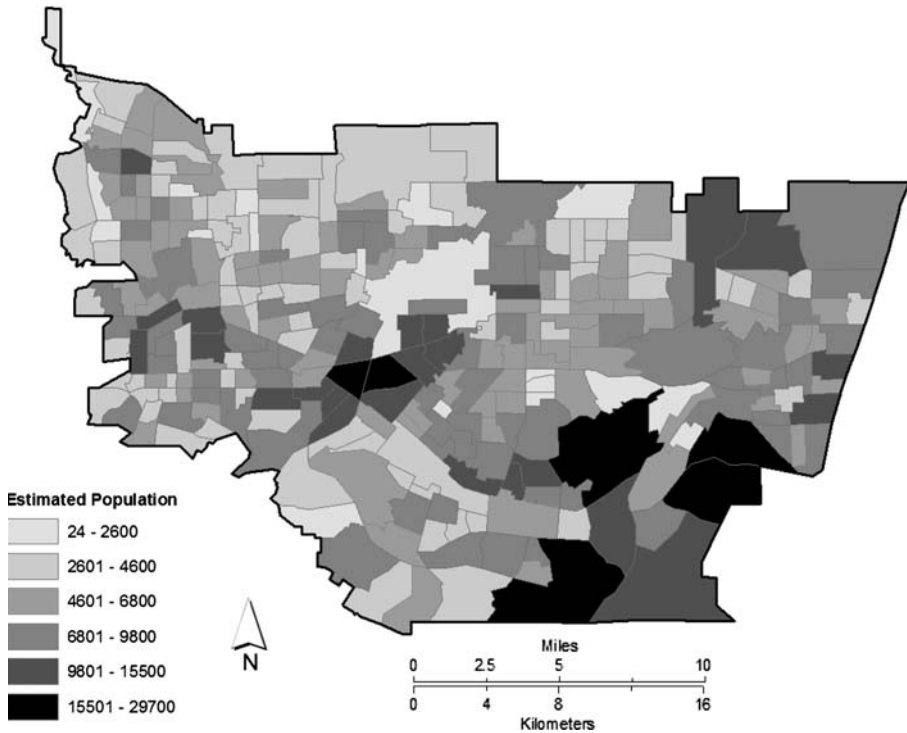 Estimated Population
24 - 2600
2601 - 4600
4601 - 6800
6801 - 9800
9801 - 15500
15501 - 29700
N
Miles
0 2.5 5 10
0 4 8 16
Kilometers